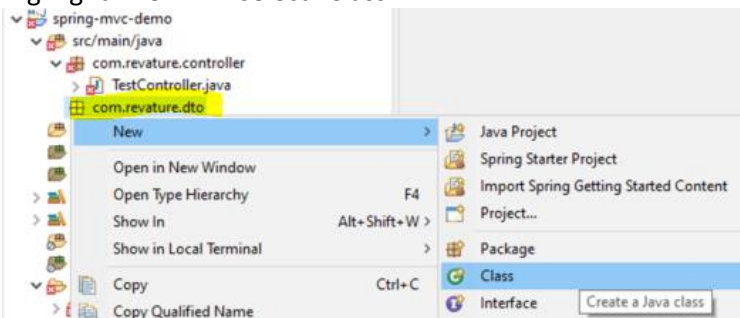 spring-mvc-demo
src/main/java
com.revature.controller
TestController.java
com.revature.dto
New >
Open in New Window
Open Type Hierarchy F4
Show In Alt+Shift+W >
Show in Local Terminal >
Copy Ctrl+C
Copy Qualified Name
Java Project
Spring Starter Project
Import Spring Getting Started Content
Project...
Package
Class
Interface
Create a Java class